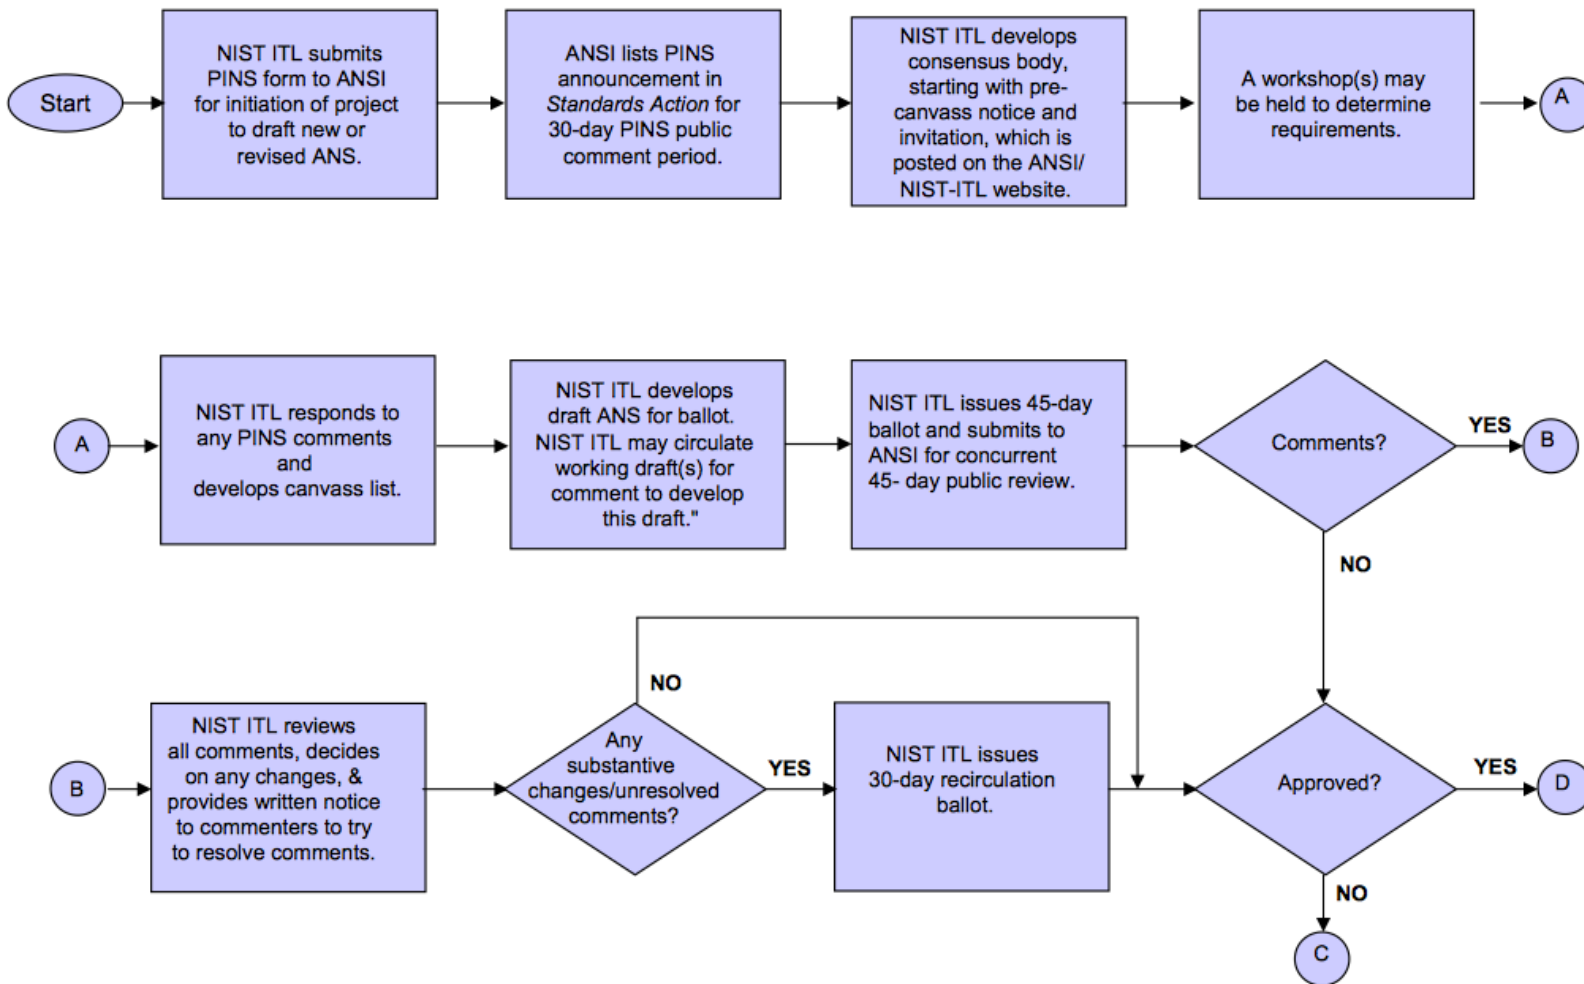 Start
NIST ITL submits
PINS form to ANSI
for initiation of project
to draft new or
revised ANS.
ANSI lists PINS
announcement in
Standards Action for
30-day PINS public
comment period.
NIST ITL develops
consensus body,
starting with pre-
canvass notice and
invitation, which is
posted on the ANSI/
NIST-ITL website.
A workshop(s) may
be held to determine
requirements.
A
A
NIST ITL responds to
any PINS comments
and
develops canvass list.
NIST ITL develops
draft ANS for ballot.
NIST ITL may circulate
working draft(s) for
comment to develop
this draft."
NIST ITL issues 45-day
ballot and submits to
ANSI for concurrent
45- day public review.
Comments?
YES
B
NO
B
NIST ITL reviews
all comments, decides
on any changes, &
provides written notice
to commenters to try
to resolve comments.
NO
Any
substantive
changes/unresolved
comments?
YES
NIST ITL issues
30-day recirculation
ballot.
Approved?
YES
D
NO
C